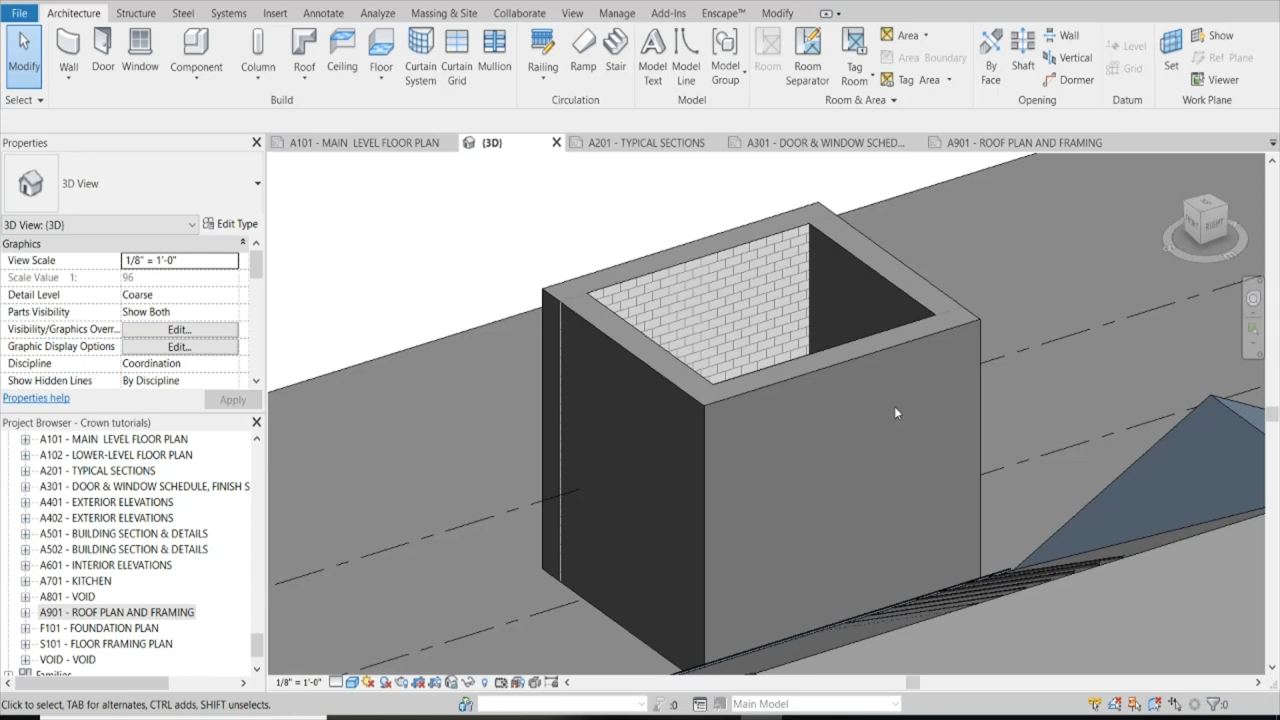 File Architecture Structure Steel Systems Insert Annotate Analyze Massing & Site Collaborate View Manage Add-Ins Enscape™ Modify
Modify Wall Door Window Component Column Roof Ceiling Floor Curtain System Curtain Grid Mullion Railing Ramp Stair Model Text Model Line Model Group Room Room Separator Tag Room Area Area Boundary Tag Area By Face Shaft Wall Vertical Dormer Level Grid Set Show Ref Plane Viewer
Select Build Circulation Model Room & Area Opening Datum Work Plane
Properties
A101 - MAIN LEVEL FLOOR PLAN (3D) A201 - TYPICAL SECTIONS A301 - DOOR & WINDOW SCHED... A901 - ROOF PLAN AND FRAMING
3D View
3D View: {3D} Edit Type
Graphics
View Scale 1/8" = 1'-0"
Scale Value 1: 96
Detail Level Coarse
Parts Visibility Show Both
Visibility/Graphics Overr... Edit...
Graphic Display Options Edit...
Discipline Coordination
Show Hidden Lines By Discipline
Properties help Apply
Project Browser - Crown tutorials)
A101 - MAIN LEVEL FLOOR PLAN
A102 - LOWER-LEVEL FLOOR PLAN
A201 - TYPICAL SECTIONS
A301 - DOOR & WINDOW SCHEDULE, FINISH S
A401 - EXTERIOR ELEVATIONS
A402 - EXTERIOR ELEVATIONS
A501 - BUILDING SECTION & DETAILS
A502 - BUILDING SECTION & DETAILS
A601 - INTERIOR ELEVATIONS
A701 - KITCHEN
A801 - VOID
A901 - ROOF PLAN AND FRAMING
F101 - FOUNDATION PLAN
S101 - FLOOR FRAMING PLAN
VOID - VOID
Families
TOP
FRONT RIGHT
1/8" = 1'-0"
Click to select, TAB for alternates, CTRL adds, SHIFT unselects. :0 Main Model :0